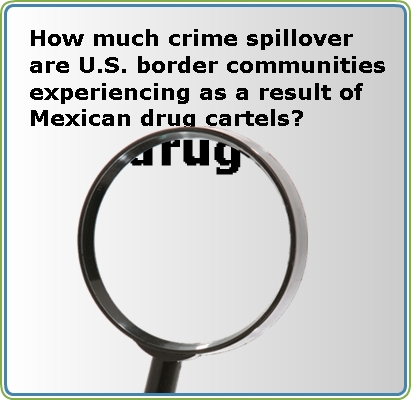 How much crime spillover
are U.S. border communities
experiencing as a result of
Mexican drug cartels?
drug